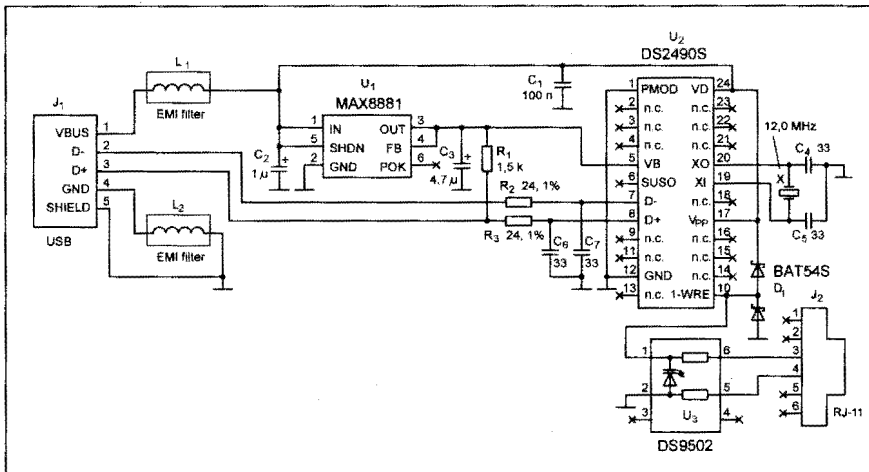 J1
VBUS 1
D- 2
D+ 3
GND 4
SHIELD 5
USB
L1
EMI filter
L2
EMI filter
U1
MAX8881
1 IN OUT 3
5 SHDN FB 4
2 GND POK 6
C2
1 µ
C3
4,7 µ
R1
1,5 k
R2 24, 1%
R3 24, 1%
C6
33
C7
33
C1
100 n
U2
DS2490S
1 PMOD VD 24
2 n.c. n.c. 23
3 n.c. n.c. 22
4 n.c. n.c. 21
5 VB XO 20
6 SUSO XI 19
7 D- n.c. 18
8 D+ VPP 17
9 n.c. n.c. 16
11 n.c. n.c. 15
12 GND n.c. 14
13 n.c. 1-WRE 10
12,0 MHz
X
C4 33
C5 33
BAT54S
D1
J2
1
2
3
4
5
6
RJ-11
1 6
2 5
3 U3 4
DS9502